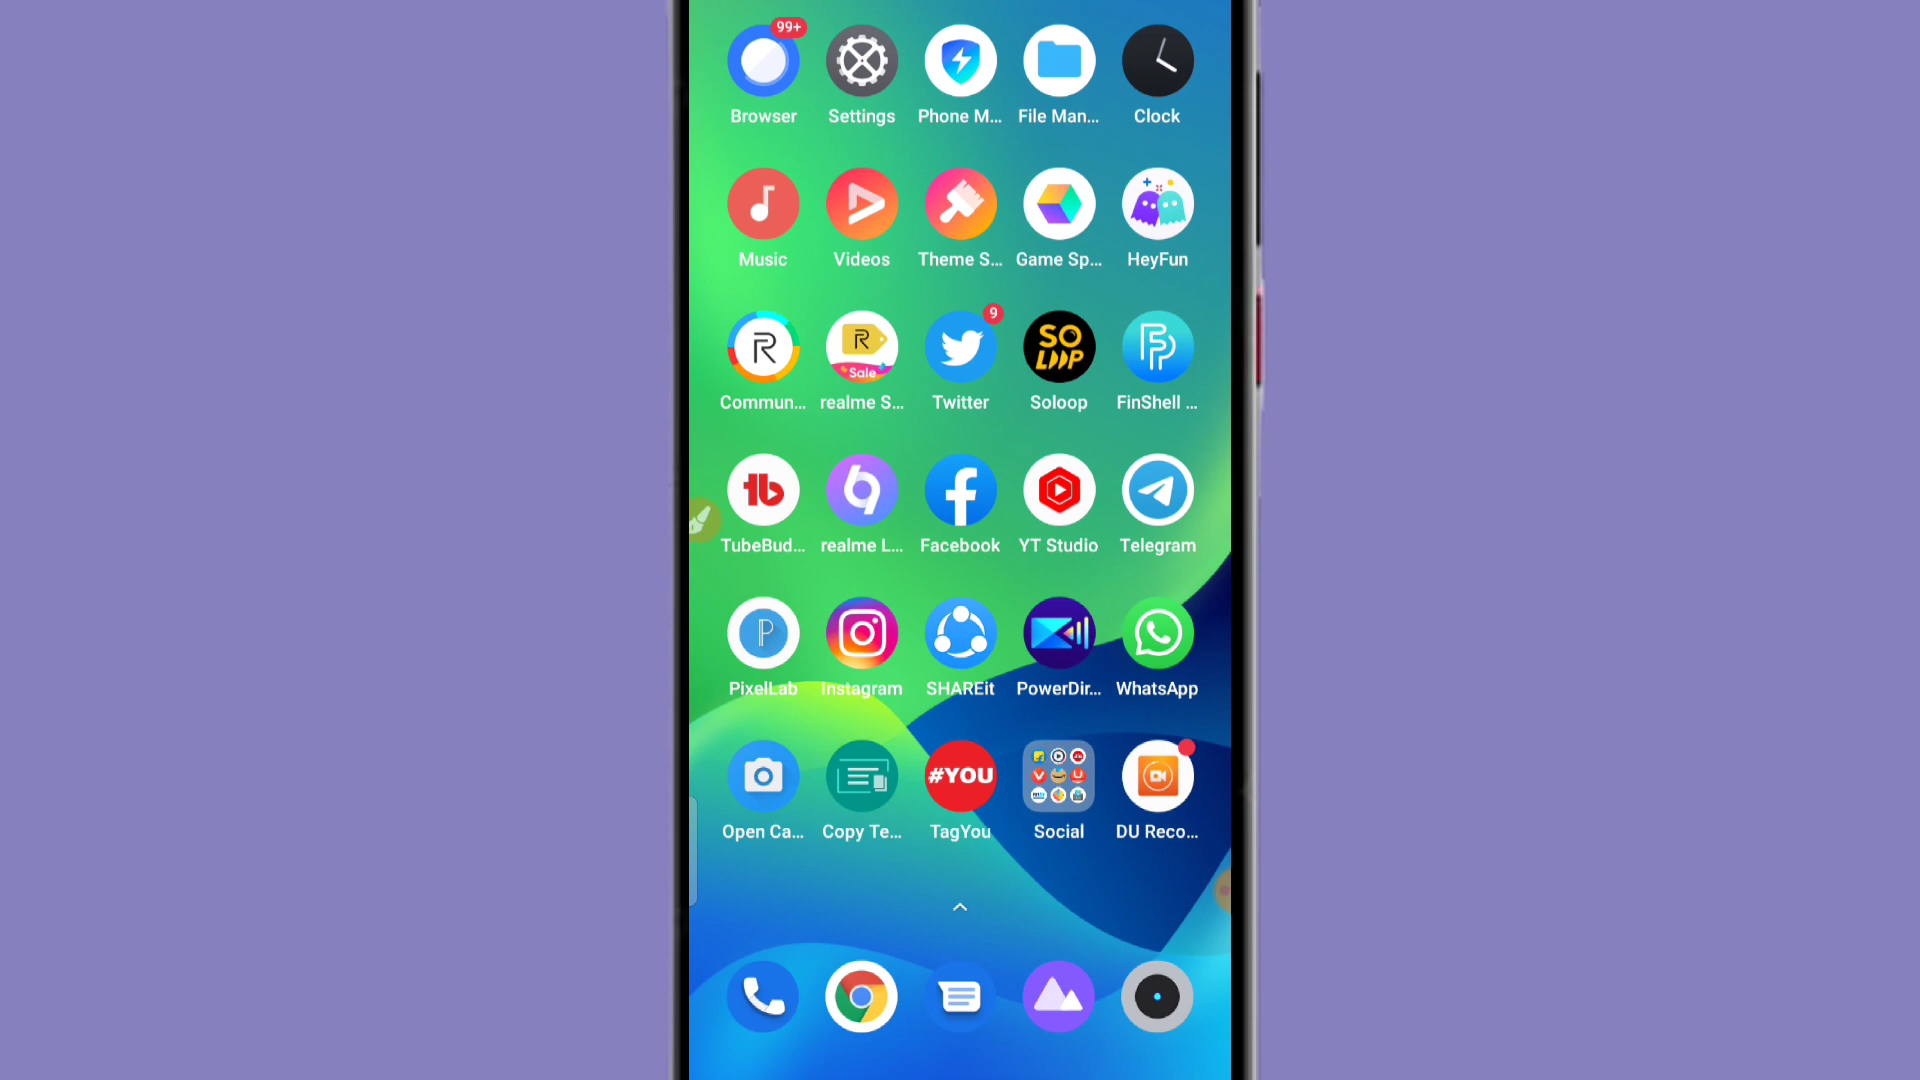 99+
Browser Settings Phone M... File Man... Clock
Music Videos Theme S... Game Sp... HeyFun
R R Sale 9 SO LOOP
Commun... realme S... Twitter Soloop FinShell ...
tb
TubeBud... realme L... Facebook YT Studio Telegram
P
PixelLab Instagram SHAREit PowerDir... WhatsApp
#YOU
Open Ca... Copy Te... TagYou Social DU Reco...